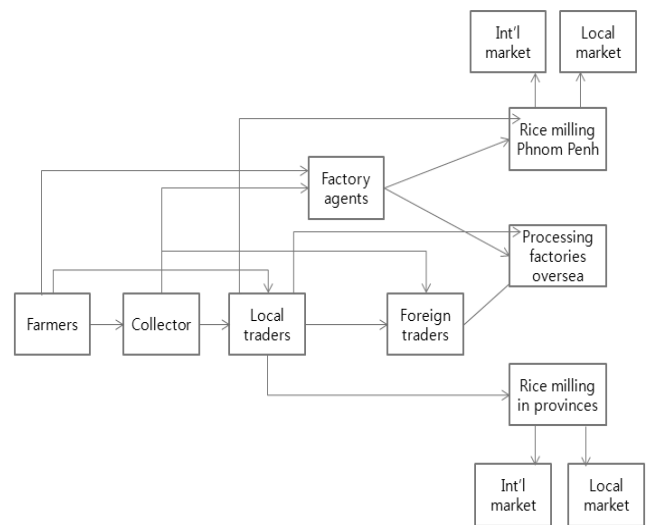 Int'l
market
Local
market
Rice milling
Phnom Penh
Factory
agents
Processing
factories
oversea
Farmers
Collector
Local
traders
Foreign
traders
Rice milling
in provinces
Int'l
market
Local
market